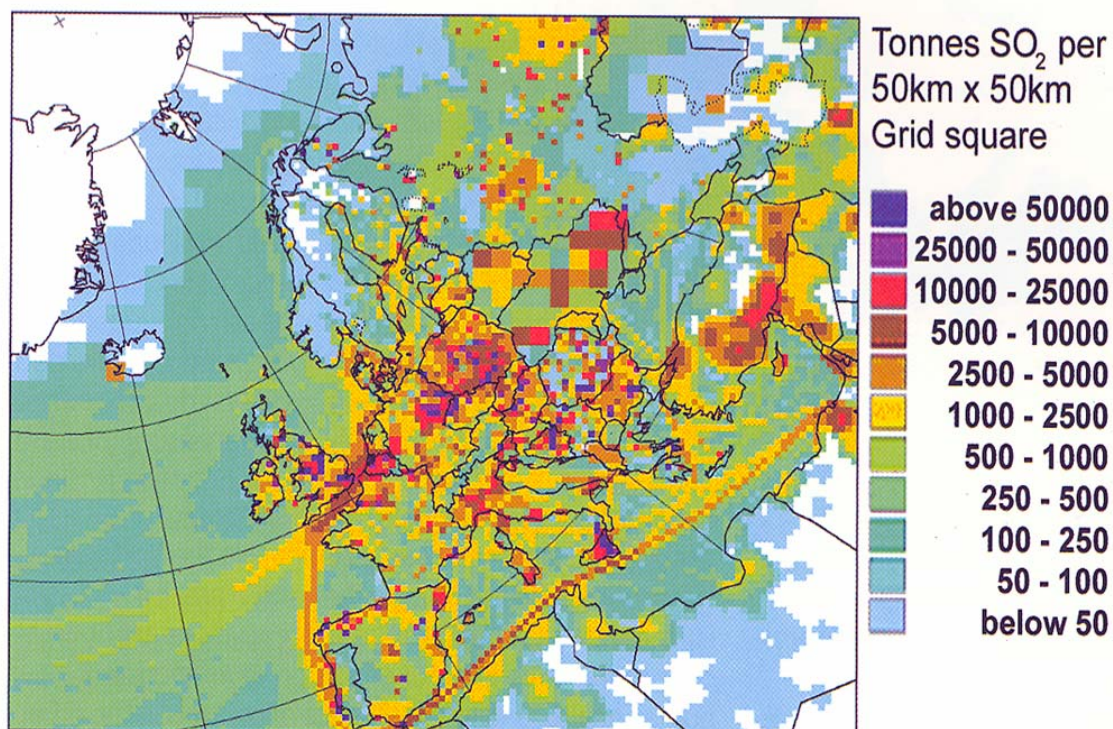 Tonnes SO₂ per
50km x 50km
Grid square
above 50000
25000 - 50000
10000 - 25000
5000 - 10000
2500 - 5000
1000 - 2500
500 - 1000
250 - 500
100 - 250
50 - 100
below 50